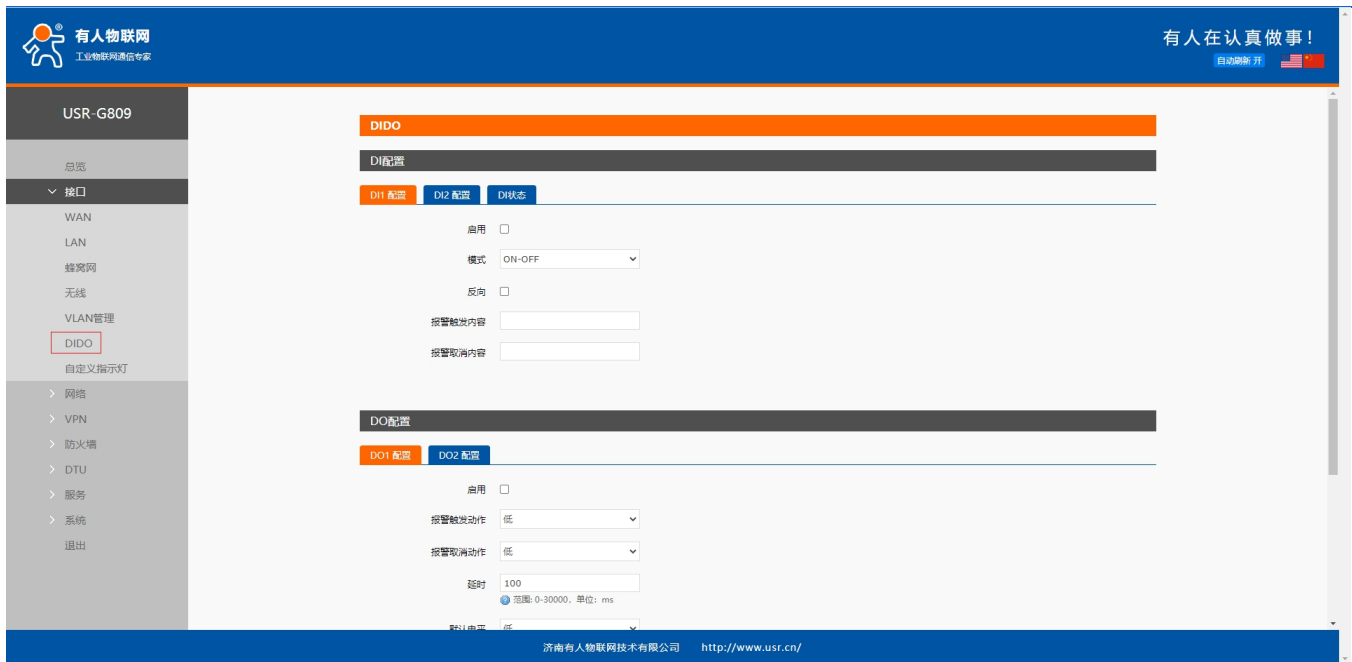 有人物联网
工业物联网通信专家
有人在认真做事！
自动刷新 开
USR-G809
总览
接口
WAN
LAN
蜂窝网
无线
VLAN管理
DIDO
自定义指示灯
网络
VPN
防火墙
DTU
服务
系统
退出
DIDO
DI配置
DI1 配置 DI2 配置 DI状态
启用
模式 ON-OFF
反向
报警触发内容
报警取消内容
DO配置
DO1 配置 DO2 配置
启用
报警触发动作 低
报警取消动作 低
延时 100
范围: 0-30000，单位：ms
默认电平 低
济南有人物联网技术有限公司 http://www.usr.cn/